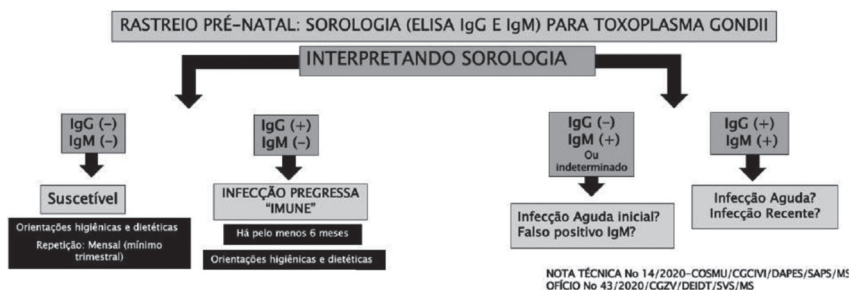 RASTREIO PRÉ-NATAL: SOROLOGIA (ELISA IgG E IgM) PARA TOXOPLASMA GONDII
INTERPRETANDO SOROLOGIA
IgG (-)
IgM (-)
Suscetível
Orientações higiênicas e dietéticas
Repetição: Mensal (mínimo
trimestral)
IgG (+)
IgM (-)
INFECÇÃO PREGRESSA
"IMUNE"
Há pelo menos 6 meses
Orientações higiênicas e dietéticas
IgG (-)
IgM (+)
Ou
indeterminado
Infecção Aguda inicial?
Falso positivo IgM?
IgG (+)
IgM (+)
Infecção Aguda?
Infecção Recente?
NOTA TÉCNICA No 14/2020-COSMU/CGCIVI/DAPES/SAPS/MS
OFÍCIO No 43/2020/CGZV/DEIDT/SVS/MS